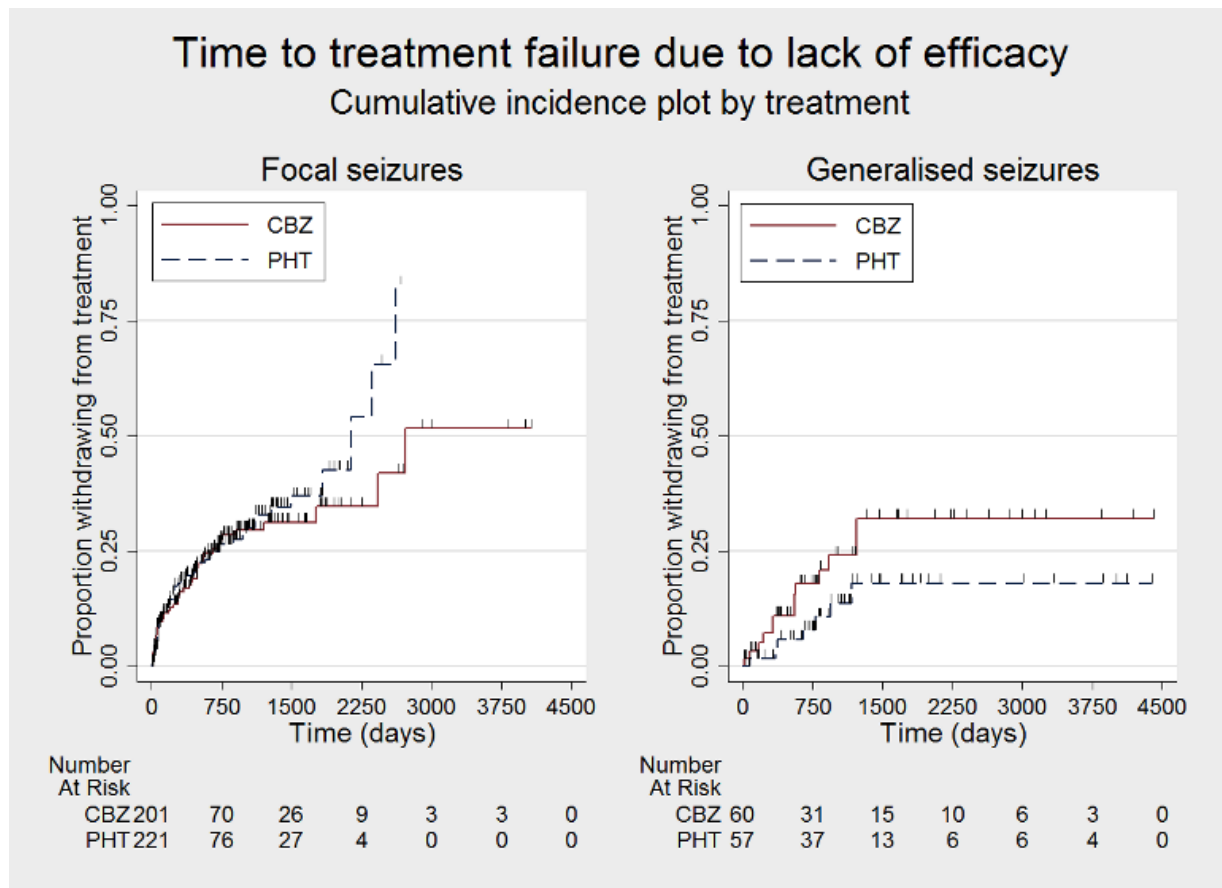 Time to treatment failure due to lack of efficacy
Cumulative incidence plot by treatment
Focal seizures
Proportion withdrawing from treatment
1.00
0.75
0.50
0.25
0.00
CBZ
PHT
0 750 1500 2250 3000 3750 4500
Time (days)
Number
At Risk
CBZ 201 70 26 9 3 3 0
PHT 221 76 27 4 0 0 0
Generalised seizures
Proportion withdrawing from treatment
1.00
0.75
0.50
0.25
0.00
CBZ
PHT
0 750 1500 2250 3000 3750 4500
Time (days)
Number
At Risk
CBZ 60 31 15 10 6 3 0
PHT 57 37 13 6 6 4 0